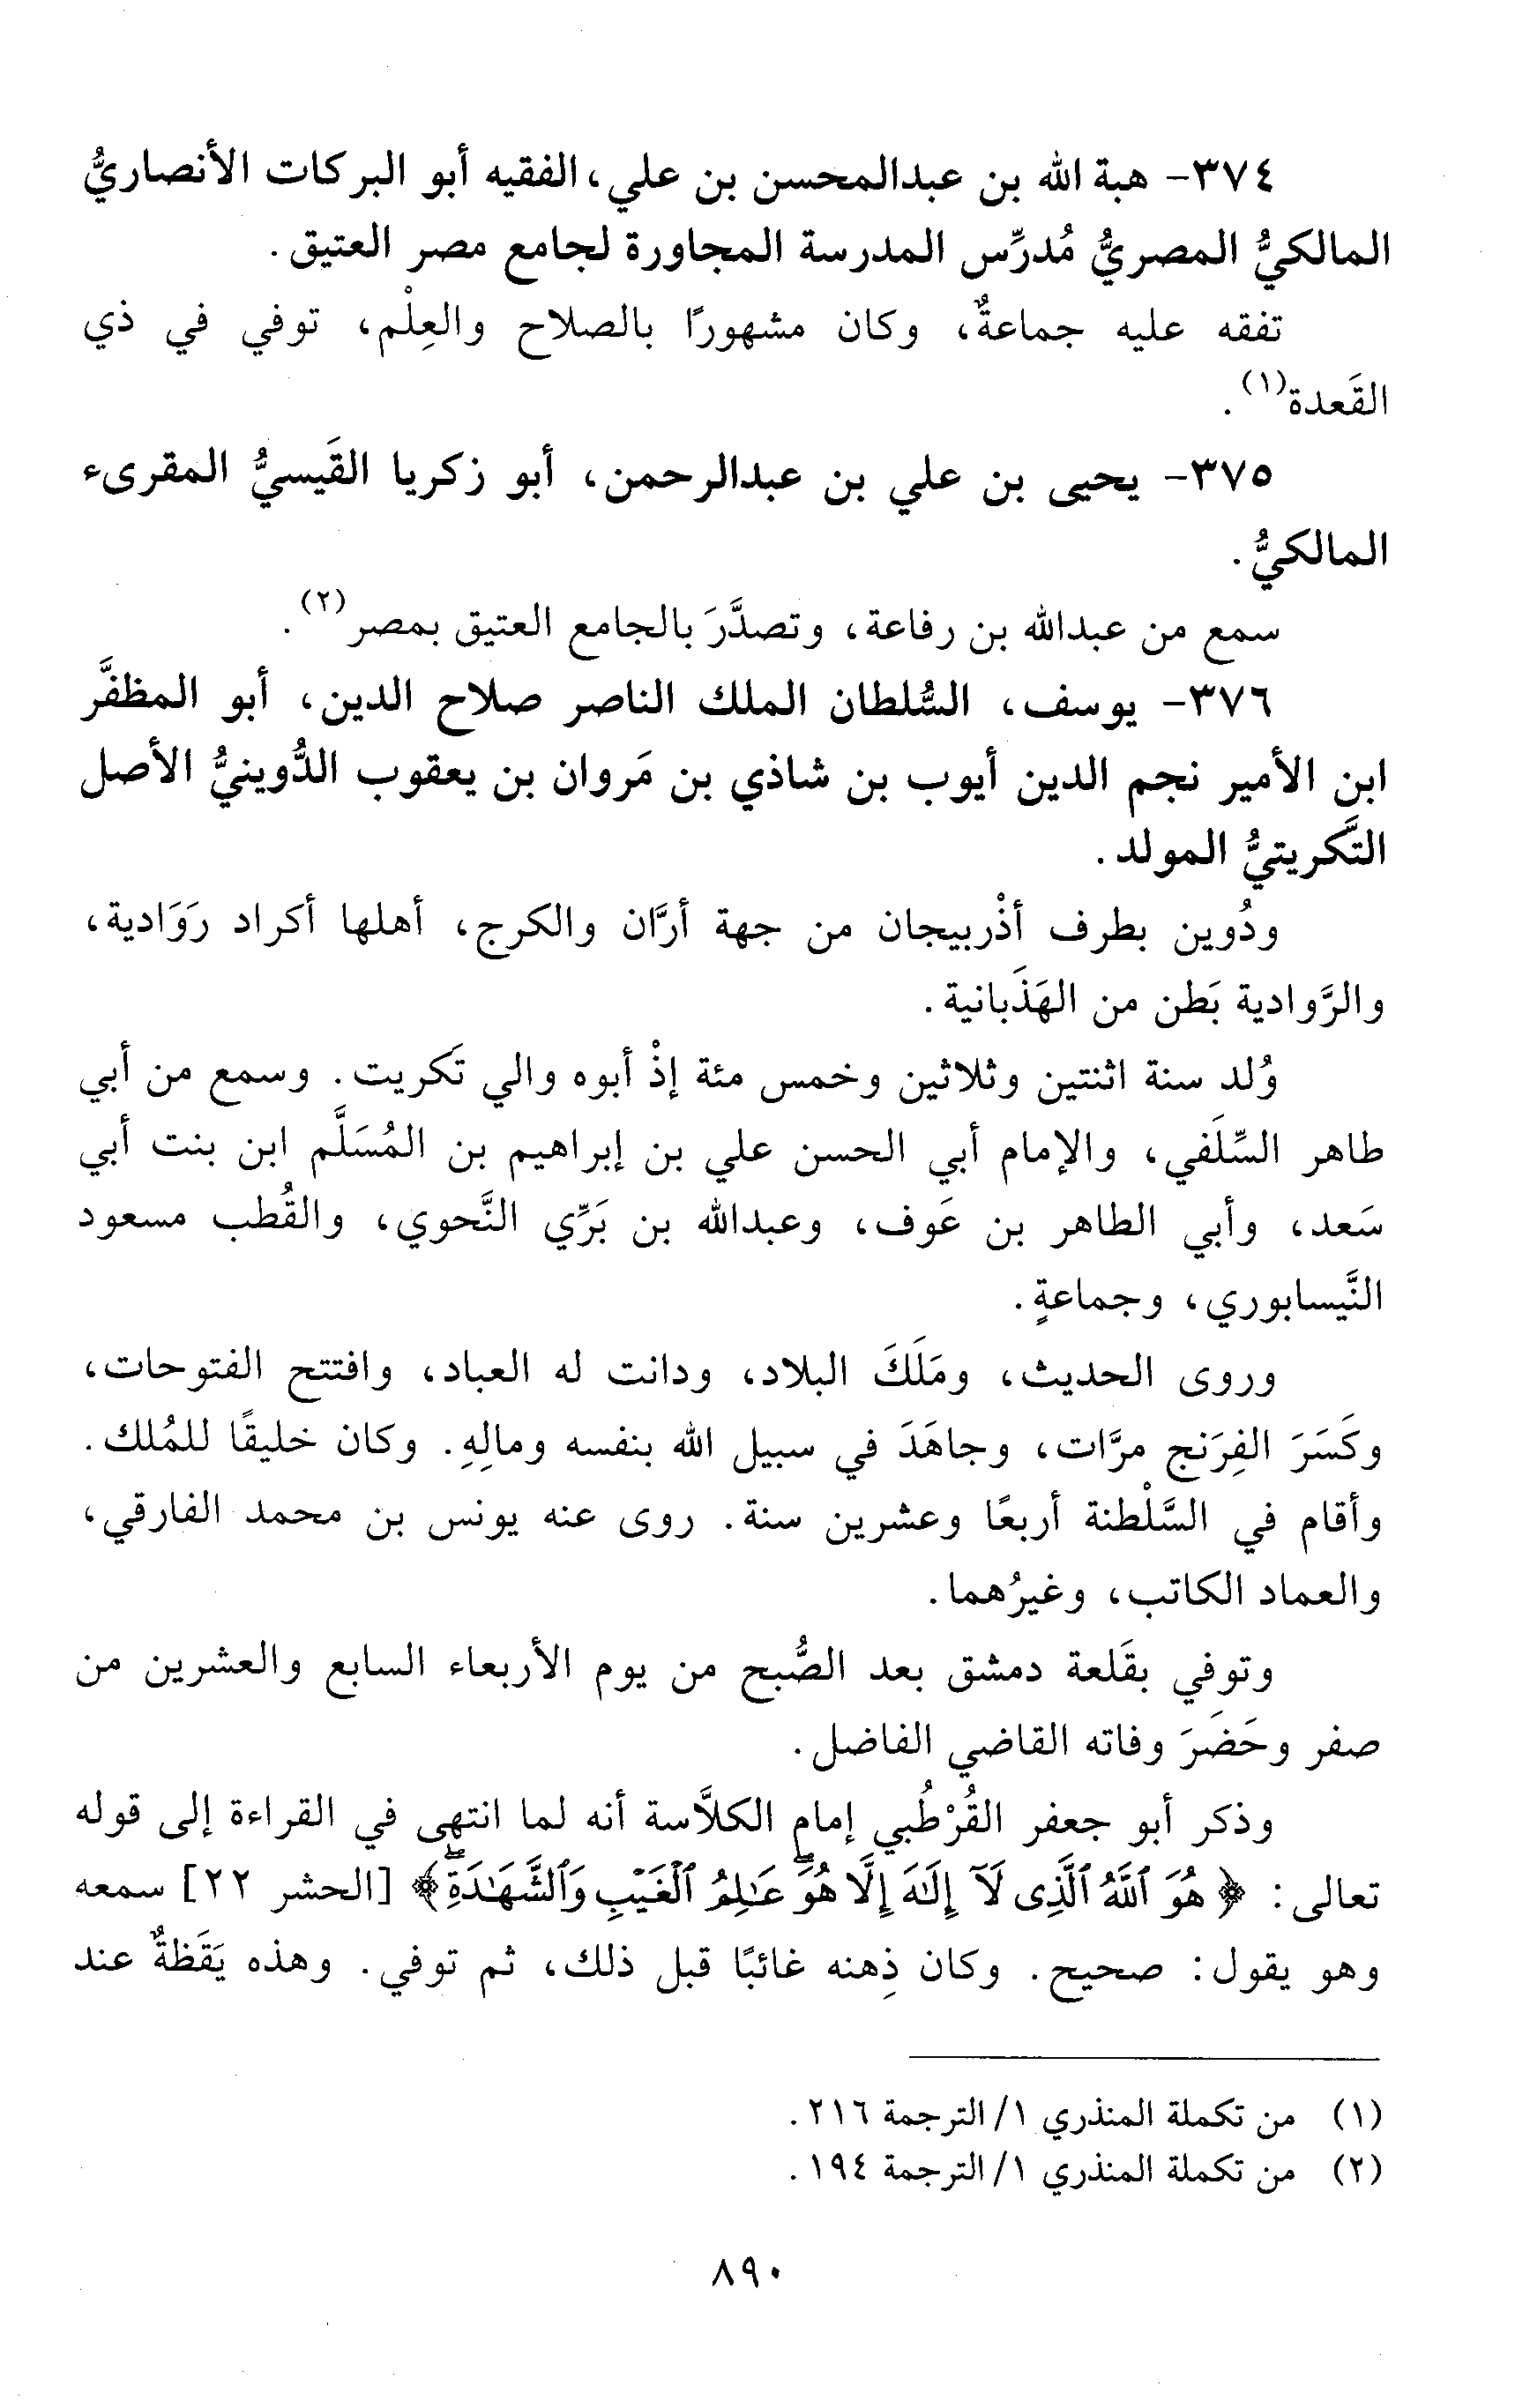 ٣٧٤- هبة الله بن عبدالمحسن بن علي، الفقيه أبو البركات الأنصاريُّ
المالكيُّ المصريُّ مُدرِّس المدرسة المجاورة لجامع مصر العتيق.
تفقه عليه جماعةٌ، وكان مشهورًا بالصلاح والعِلْم، توفي في ذي
القَعدة(١).
٣٧٥- يحيى بن علي بن عبدالرحمن، أبو زكريا القَيسيُّ المقرىء
المالكيُّ.
سمع من عبدالله بن رفاعة، وتصدَّرَ بالجامع العتيق بمصر(٢).
٣٧٦- يوسف، السُّلطان الملك الناصر صلاح الدين، أبو المظفَّر
ابن الأمير نجم الدين أيوب بن شاذي بن مَروان بن يعقوب الدُّوينيُّ الأصل
التَّكريتيُّ المولد.
ودُوين بطرف أذْربيجان من جهة أرَّان والكرج، أهلها أكراد رَوَادية،
والرَّوادية بَطن من الهَذَبانية.
وُلد سنة اثنتين وثلاثين وخمس مئة إذْ أبوه والي تَكريت. وسمع من أبي
طاهر السِّلَفي، والإمام أبي الحسن علي بن إبراهيم بن المُسَلَّم ابن بنت أبي
سَعد، وأبي الطاهر بن عَوف، وعبدالله بن بَرِّي النَّحوي، والقُطب مسعود
النَّيسابوري، وجماعةٍ.
وروى الحديث، ومَلَكَ البلاد، ودانت له العباد، وافتتح الفتوحات،
وكَسَرَ الفِرَنج مرَّات، وجاهَدَ في سبيل الله بنفسه ومالِهِ. وكان خليقًا للمُلك.
وأقام في السَّلْطنة أربعًا وعشرين سنة. روى عنه يونس بن محمد الفارقي،
والعماد الكاتب، وغيرُهما.
وتوفي بقَلعة دمشق بعد الصُّبح من يوم الأربعاء السابع والعشرين من
صفر وحَضَرَ وفاته القاضي الفاضل.
وذكر أبو جعفر القُرْطُبي إمام الكلاَّسة أنه لما انتهى في القراءة إلى قوله
تعالى: ﴿هُوَ ٱللَّهُ ٱلَّذِى لَآ إِلَٰهَ إِلَّا هُوَۖ عَٰلِمُ ٱلْغَيْبِ وَٱلشَّهَٰدَةِۖ﴾ [الحشر ٢٢] سمعه
وهو يقول: صحيح. وكان ذِهنه غائبًا قبل ذلك، ثم توفي. وهذه يَقَظةٌ عند
(١) من تكملة المنذري ١/ الترجمة ٢١٦.
(٢) من تكملة المنذري ١/ الترجمة ١٩٤.
٨٩٠